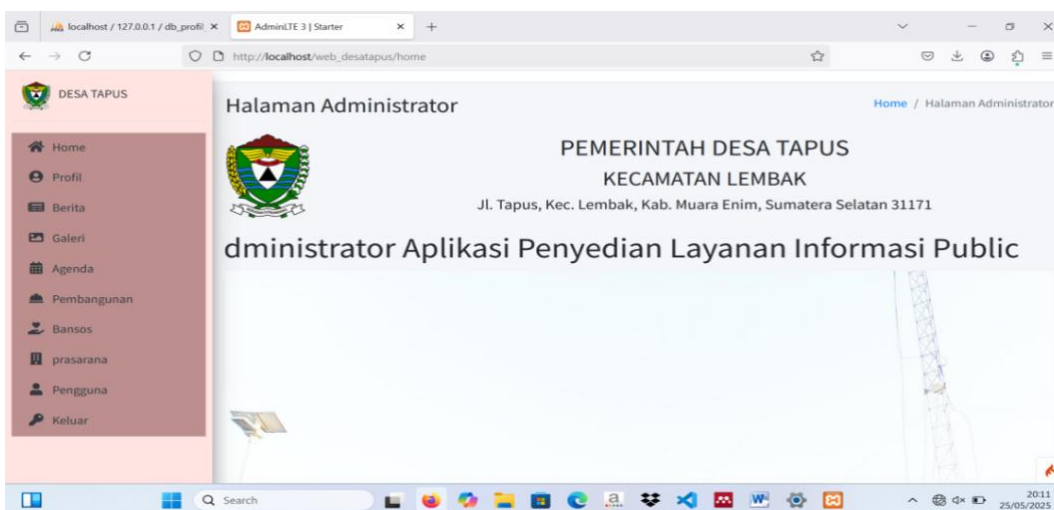 localhost / 127.0.0.1 / db_profil
AdminLTE 3 | Starter
http://localhost/web_desatapus/home
DESA TAPUS
Home
Profil
Berita
Galeri
Agenda
Pembangunan
Bansos
prasarana
Pengguna
Keluar
Halaman Administrator
Home / Halaman Administrator
PEMERINTAH DESA TAPUS
KECAMATAN LEMBAK
Jl. Tapus, Kec. Lembak, Kab. Muara Enim, Sumatera Selatan 31171
dministrator Aplikasi Penyedian Layanan Informasi Public
Search
20:11
25/05/2025